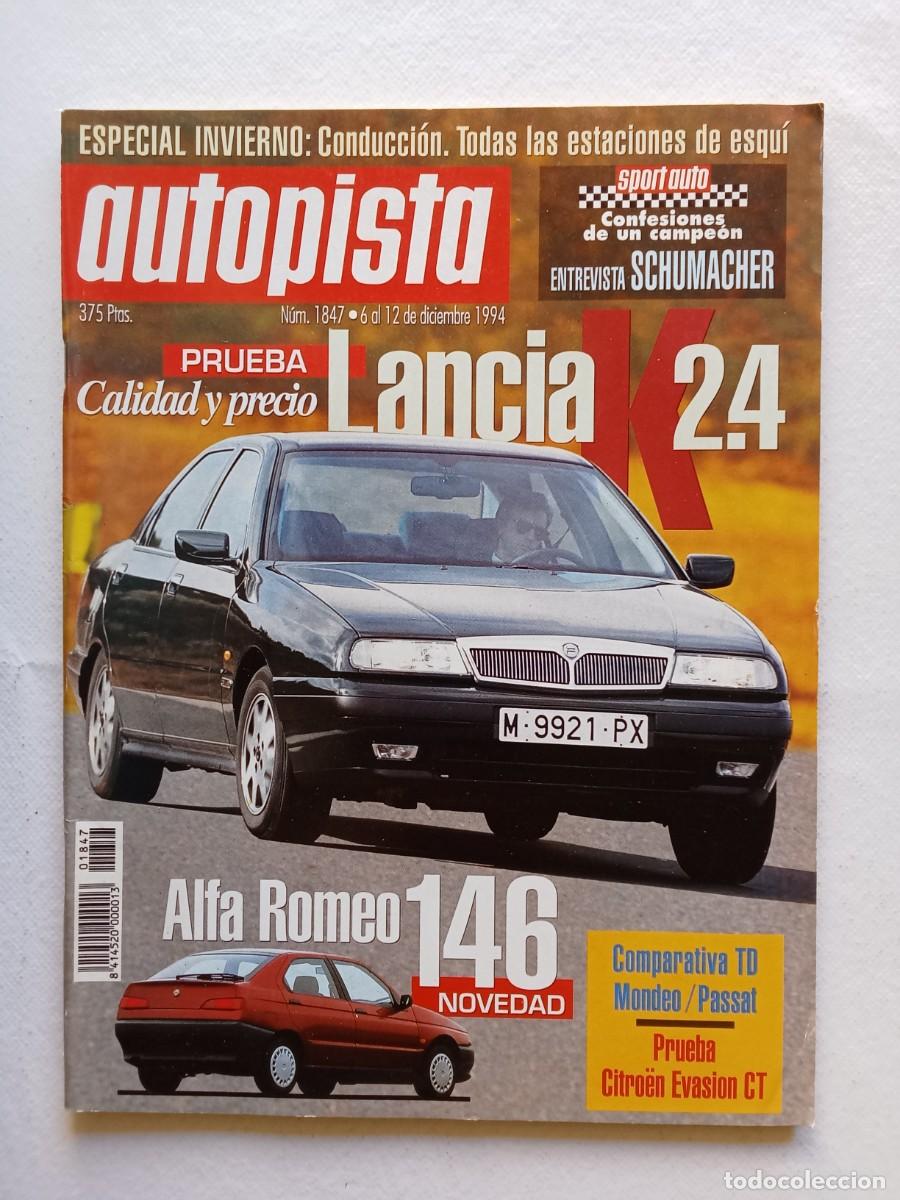 ESPECIAL INVIERNO: Conducción. Todas las estaciones de esquí
autopista
sport auto
Confesiones
de un campeón
ENTREVISTA SCHUMACHER
375 Ptas.
Núm. 1847 • 6 al 12 de diciembre 1994
PRUEBA
Calidad y precio
Lancia K 2.4
M·9921·PX
01847
8 414520 000013
Alfa Romeo 146
NOVEDAD
Comparativa TD
Mondeo/Passat
Prueba
Citroën Evasion CT
todocoleccion